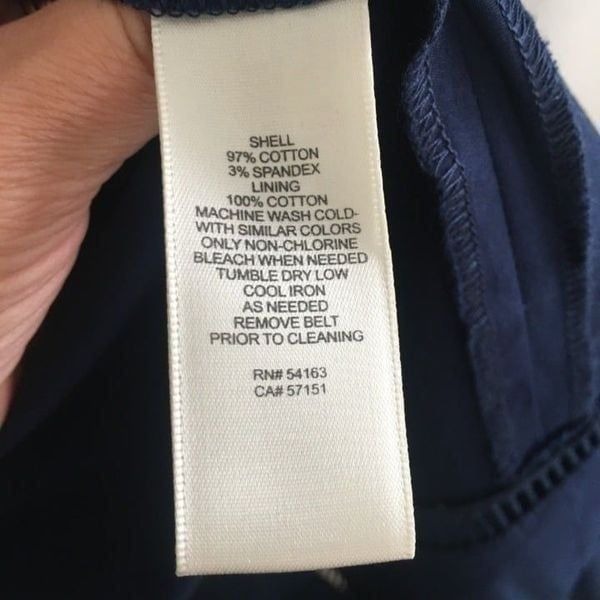 SHELL
97% COTTON
3% SPANDEX
LINING
100% COTTON
MACHINE WASH COLD-
WITH SIMILAR COLORS
ONLY NON-CHLORINE
BLEACH WHEN NEEDED
TUMBLE DRY LOW
COOL IRON
AS NEEDED
REMOVE BELT
PRIOR TO CLEANING
RN# 54163
CA# 57151